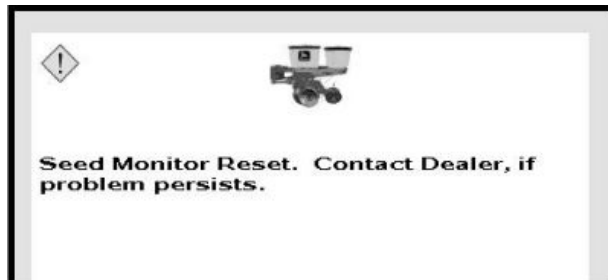 Seed Monitor Reset. Contact Dealer, if
problem persists.